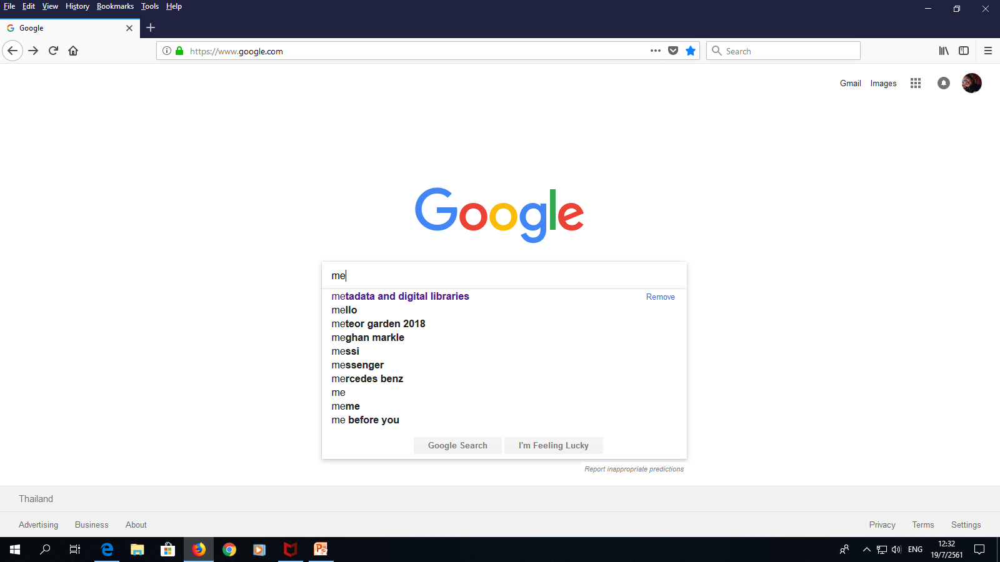 File Edit View History Bookmarks Tools Help
Google
https://www.google.com
Search
Gmail Images
Google
me
metadata and digital libraries Remove
mello
meteor garden 2018
meghan markle
messi
messenger
mercedes benz
me
meme
me before you
Google Search I'm Feeling Lucky
Report inappropriate predictions
Thailand
Advertising Business About Privacy Terms Settings
ENG 12:32
19/7/2561